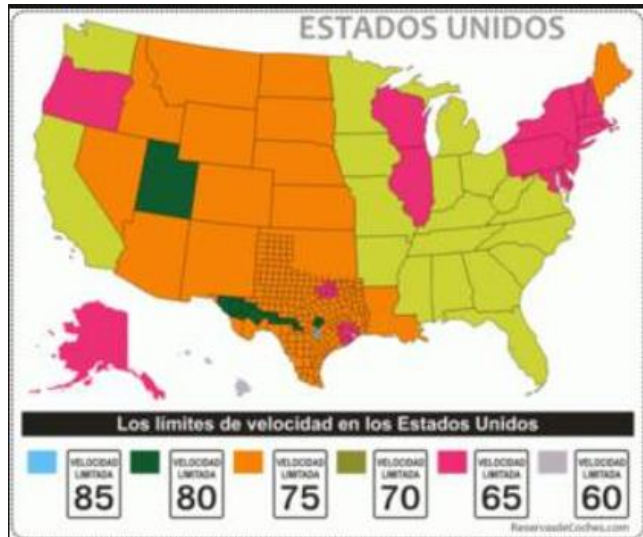 ESTADOS UNIDOS
Los límites de velocidad en los Estados Unidos
VELOCIDAD LIMITADA 85
VELOCIDAD LIMITADA 80
VELOCIDAD LIMITADA 75
VELOCIDAD LIMITADA 70
VELOCIDAD LIMITADA 65
VELOCIDAD LIMITADA 60
ReservasdeCoches.com